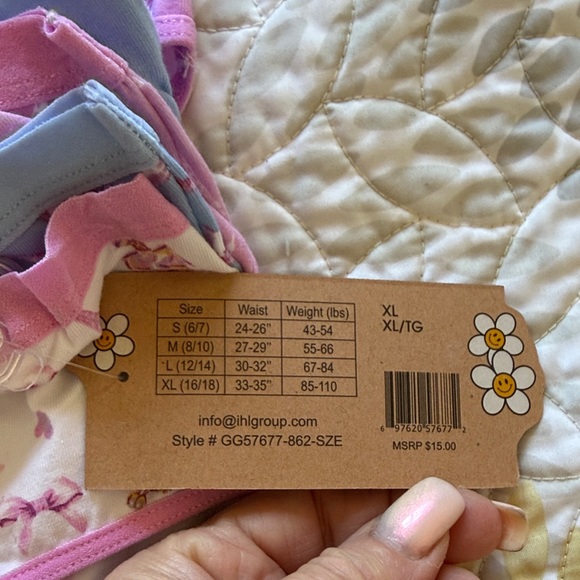 Size Waist Weight (lbs)
S (6/7) 24-26" 43-54
M (8/10) 27-29" 55-66
*L (12/14) 30-32" 67-84
XL (16/18) 33-35" 85-110
XL
XL/TG
6 97620 57677 2
MSRP $15.00
info@ihlgroup.com
Style # GG57677-862-SZE